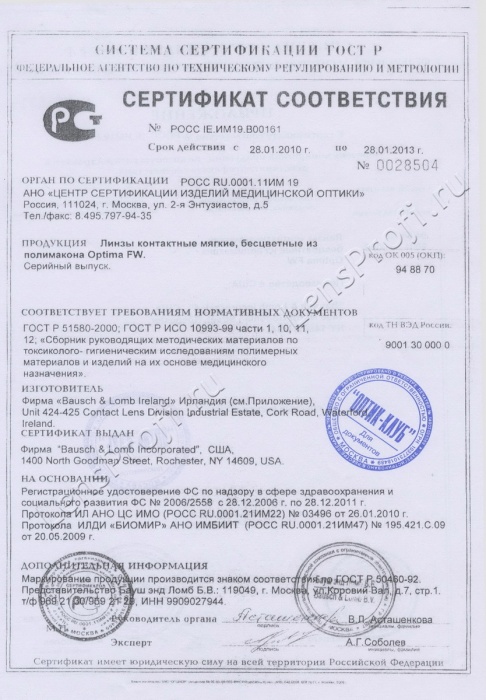 СИСТЕМА СЕРТИФИКАЦИИ ГОСТ Р
ФЕДЕРАЛЬНОЕ АГЕНТСТВО ПО ТЕХНИЧЕСКОМУ РЕГУЛИРОВАНИЮ И МЕТРОЛОГИИ
СЕРТИФИКАТ СООТВЕТСТВИЯ
№ РОСС IE.ИМ19.В00161
Срок действия с 28.01.2010 г. по 28.01.2013 г.
№ 0028504
ОРГАН ПО СЕРТИФИКАЦИИ РОСС RU.0001.11ИМ 19
АНО «ЦЕНТР СЕРТИФИКАЦИИ ИЗДЕЛИЙ МЕДИЦИНСКОЙ ОПТИКИ»
Россия, 111024, г. Москва, ул. 2-я Энтузиастов, д.5
Тел./факс: 8.495.797-94-35
ПРОДУКЦИЯ Линзы контактные мягкие, бесцветные из
полимакона Optima FW.
Серийный выпуск.
код ОК 005 (ОКП):
94 88 70
СООТВЕТСТВУЕТ ТРЕБОВАНИЯМ НОРМАТИВНЫХ ДОКУМЕНТОВ
ГОСТ Р 51580-2000; ГОСТ Р ИСО 10993-99 части 1, 10, 11,
12; «Сборник руководящих методических материалов по
токсиколого- гигиеническим исследованиям полимерных
материалов и изделий на их основе медицинского
назначения».
код ТН ВЭД России:
9001 30 000 0
ИЗГОТОВИТЕЛЬ
Фирма «Bausch & Lomb Ireland» Ирландия (см.Приложение),
Unit 424-425 Contact Lens Division Industrial Estate, Cork Road, Waterford,
Ireland.
СЕРТИФИКАТ ВЫДАН
Фирма "Bausch & Lomb Incorporated", США,
1400 North Goodman Street, Rochester, NY 14609, USA.
"ОПТИК-КЛУБ"
Для
документов
МОСКВА
НА ОСНОВАНИИ
Регистрационное удостоверение ФС по надзору в сфере здравоохранения и
социального развития ФС № 2006/2558 с 28.12.2006 г. по 28.12.2011 г.
Протокола ИЛ АНО ЦС ИМО (РОСС RU.0001.21ИМ22) № 03496 от 26.01.2010 г.
Протокола ИЛДИ «БИОМИР» АНО ИМБИИТ (РОСС RU.0001.21ИМ47) № 195.421.С.09
от 20.05.2009 г.
ДОПОЛНИТЕЛЬНАЯ ИНФОРМАЦИЯ
Маркирование продукции производится знаком соответствия по ГОСТ Р 50460-92.
Представительство Бауш энд Ломб Б.В.: 119049, г. Москва, ул.Коровий Вал, д.7, стр.1.
т/ф 969 21 00/969 21 28, ИНН 9909027944.
Руководитель органа
подпись
В.П. Асташенкова
инициалы, фамилия
М.П.
Эксперт
подпись
А.Г.Соболев
инициалы, фамилия
Сертификат имеет юридическую силу на всей территории Российской Федерации
LensProfi.ru